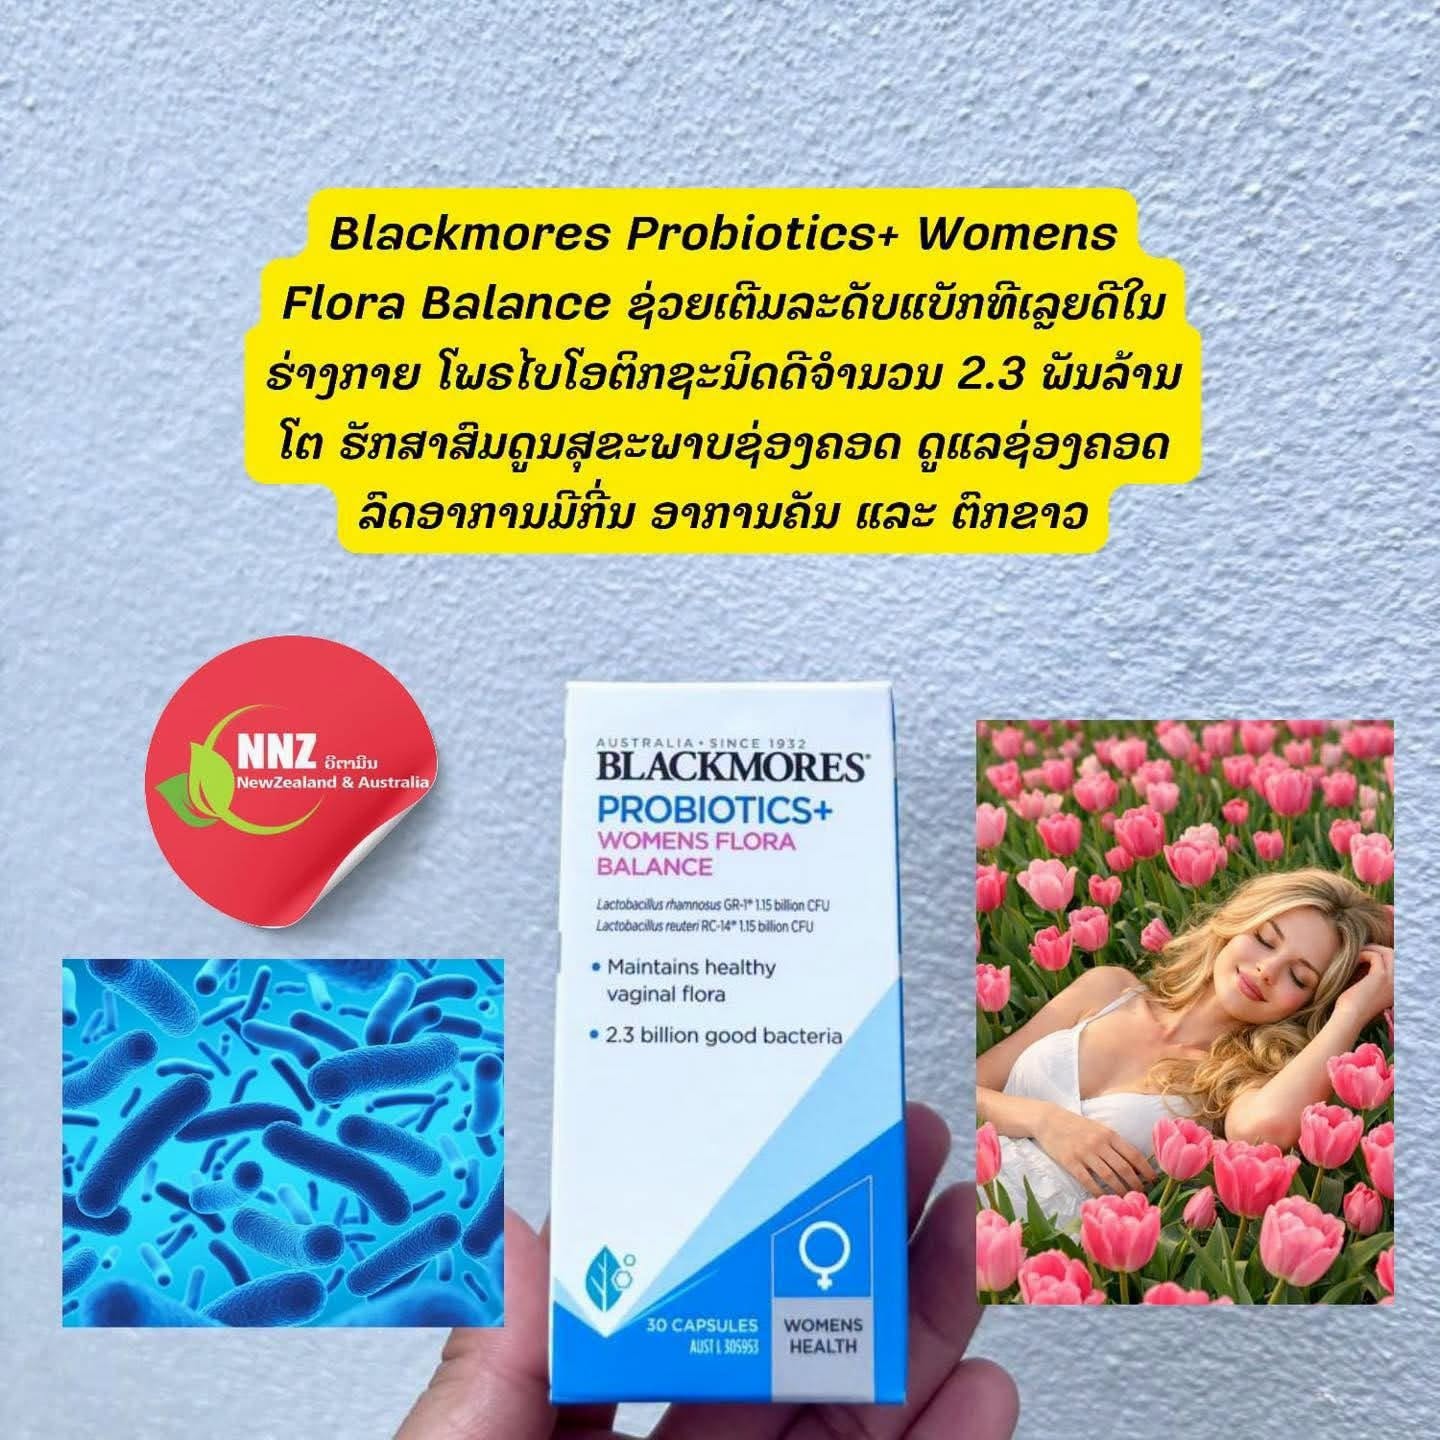 Blackmores Probiotics+ Womens
Flora Balance ຊ່ວຍເຕີມລະດັບແບັກທີເລຼຍດີໃນ
ຮ່າງກາຍ ໂພຣໄບໂອຕິກຊະນິດດີຈຳນວນ 2.3 ພັນລ້ານ
ໂຕ ຮັກສາສົມດູນສຸຂະພາບຊ່ອງຄອດ ດູແລຊ່ອງຄອດ
ລົດອາການມີກິ່ນ ອາການຄັນ ແລະ ຕົກຂາວ
NNZ ວິຕາມິນ
NewZealand & Australia
AUSTRALIA • SINCE 1932
BLACKMORES®
PROBIOTICS+
WOMENS FLORA
BALANCE
Lactobacillus rhamnosus GR-1® 1.15 billion CFU
Lactobacillus reuteri RC-14® 1.15 billion CFU
• Maintains healthy
vaginal flora
• 2.3 billion good bacteria
30 CAPSULES
AUST L 305953
WOMENS
HEALTH